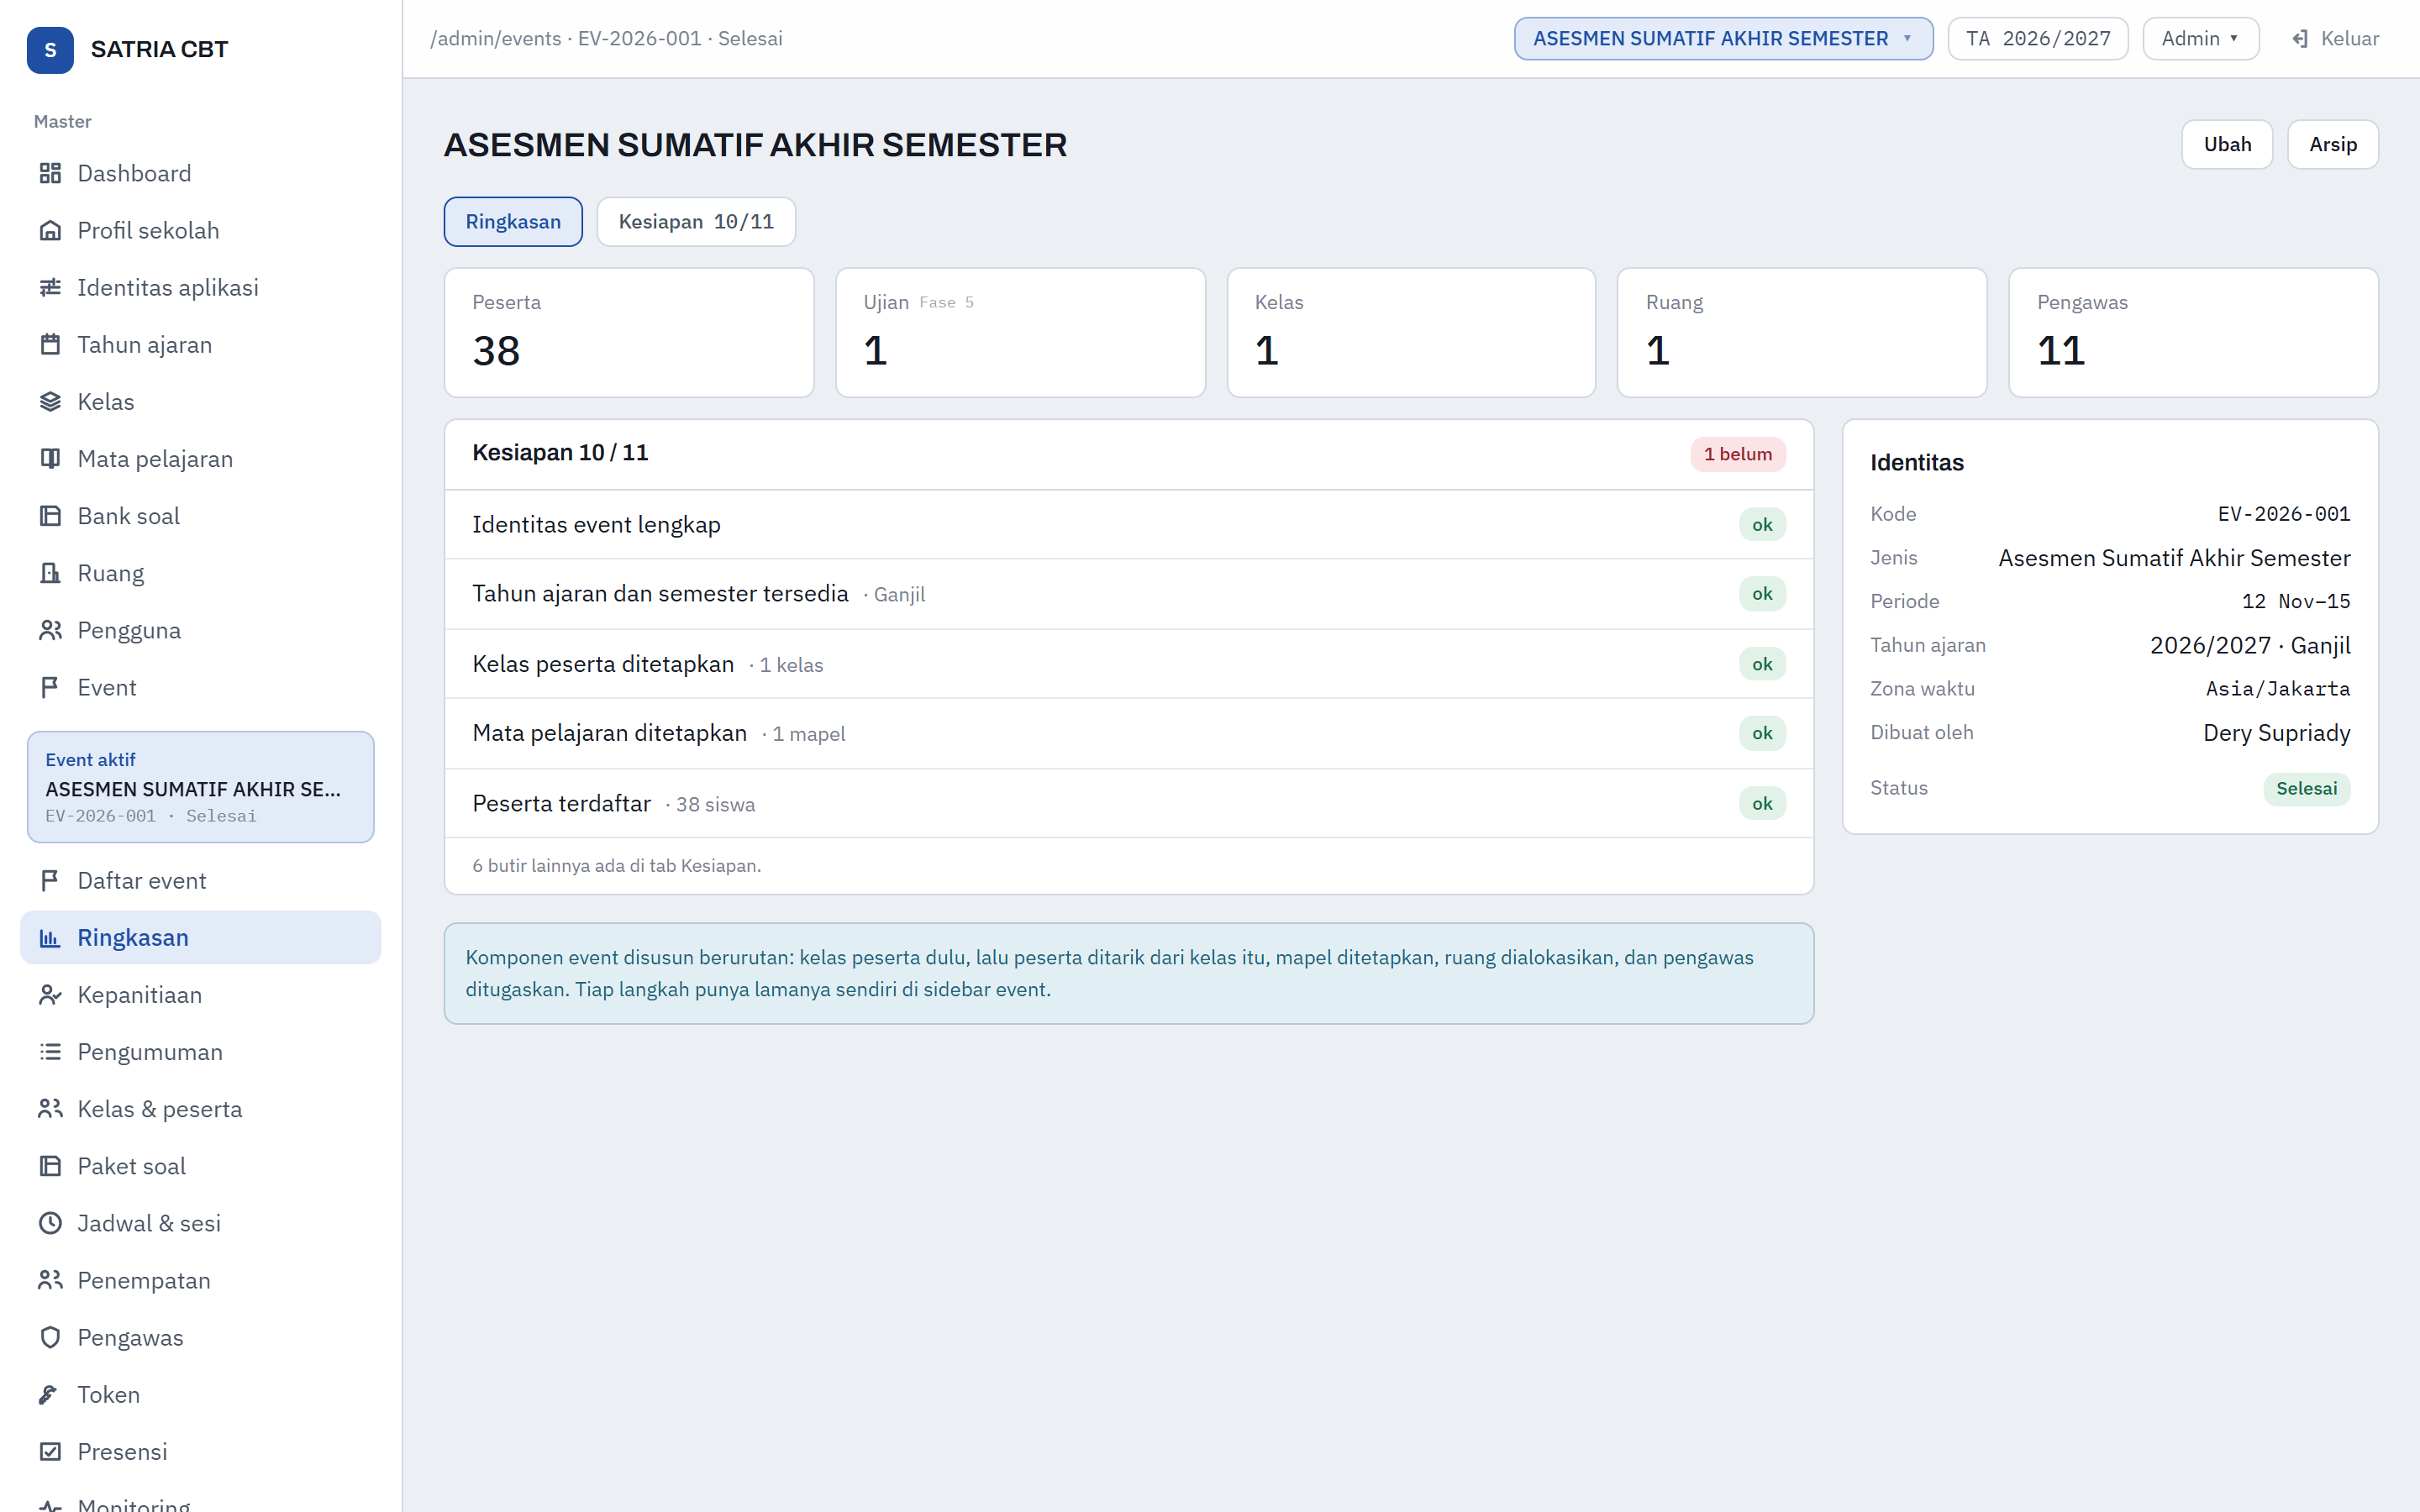 S
SATRIA CBT
Master
Dashboard
Profil sekolah
Identitas aplikasi
Tahun ajaran
Kelas
Mata pelajaran
Bank soal
Ruang
Pengguna
Event
Event aktif
ASESMEN SUMATIF AKHIR SE...
EV-2026-001 · Selesai
Daftar event
Ringkasan
Kepanitiaan
Pengumuman
Kelas & peserta
Paket soal
Jadwal & sesi
Penempatan
Pengawas
Token
Presensi
Monitoring
/admin/events · EV-2026-001 · Selesai
ASESMEN SUMATIF AKHIR SEMESTER ▾
TA 2026/2027
Admin ▾
Keluar
ASESMEN SUMATIF AKHIR SEMESTER
Ubah
Arsip
Ringkasan
Kesiapan 10/11
Peserta
38
Ujian Fase 5
1
Kelas
1
Ruang
1
Pengawas
11
Kesiapan 10 / 11
1 belum
Identitas event lengkap
ok
Tahun ajaran dan semester tersedia · Ganjil
ok
Kelas peserta ditetapkan · 1 kelas
ok
Mata pelajaran ditetapkan · 1 mapel
ok
Peserta terdaftar · 38 siswa
ok
6 butir lainnya ada di tab Kesiapan.
Komponen event disusun berurutan: kelas peserta dulu, lalu peserta ditarik dari kelas itu, mapel ditetapkan, ruang dialokasikan, dan pengawas
ditugaskan. Tiap langkah punya lamanya sendiri di sidebar event.
Identitas
Kode EV-2026-001
Jenis Asesmen Sumatif Akhir Semester
Periode 12 Nov–15
Tahun ajaran 2026/2027 · Ganjil
Zona waktu Asia/Jakarta
Dibuat oleh Dery Supriady
Status Selesai